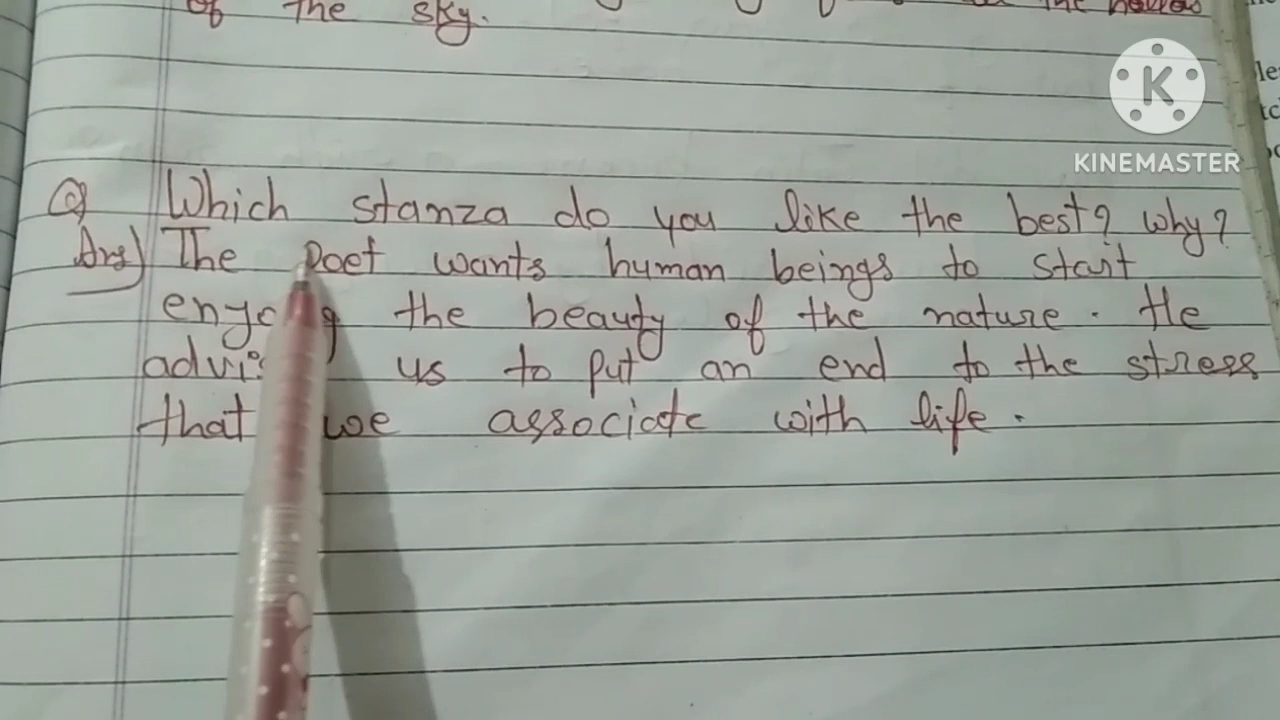 of the sky. the hollow
K
KINEMASTER
Q Which stanza do you like the best? why?
Ans) The Poet wants human beings to start
the beauty of the nature. He
us to put an end to the stress
that we associate with life.